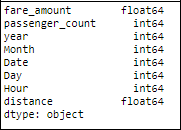 fare_amount float64
passenger_count int64
year int64
Month int64
Date int64
Day int64
Hour int64
distance float64
dtype: object